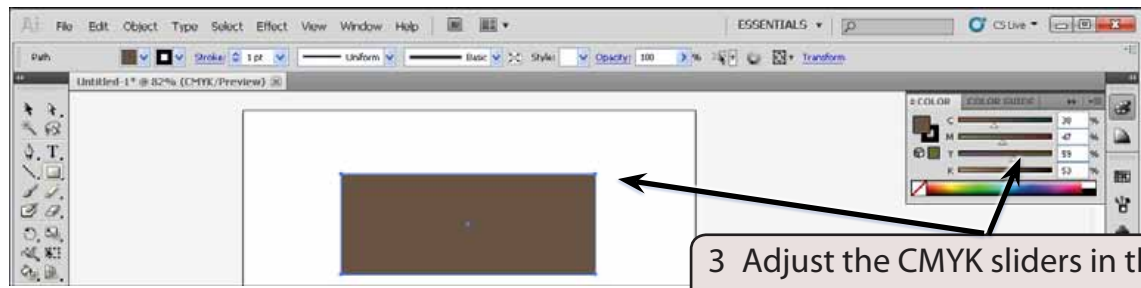 Ai File Edit Object Type Select Effect View Window Help ESSENTIALS CS Live
Path Stroke: 1 pt Uniform Basic Style: Opacity: 100 % Transform
Untitled-1* @ 82% (CMYK/Preview)
COLOR COLOR GUIDE
C %
M 47 %
Y 59 %
K 53 %
3 Adjust the CMYK sliders in th